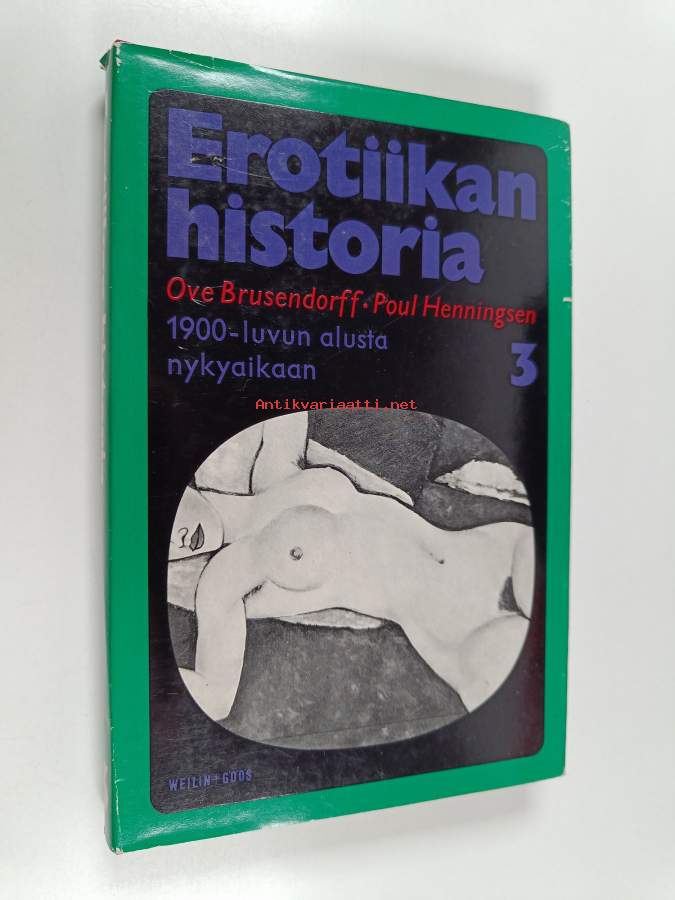 Erotiikan
historia
Ove Brusendorff · Poul Henningsen
1900-luvun alusta
nykyaikaan
3
Antikvariaatti.net
WEILIN+GÖÖS